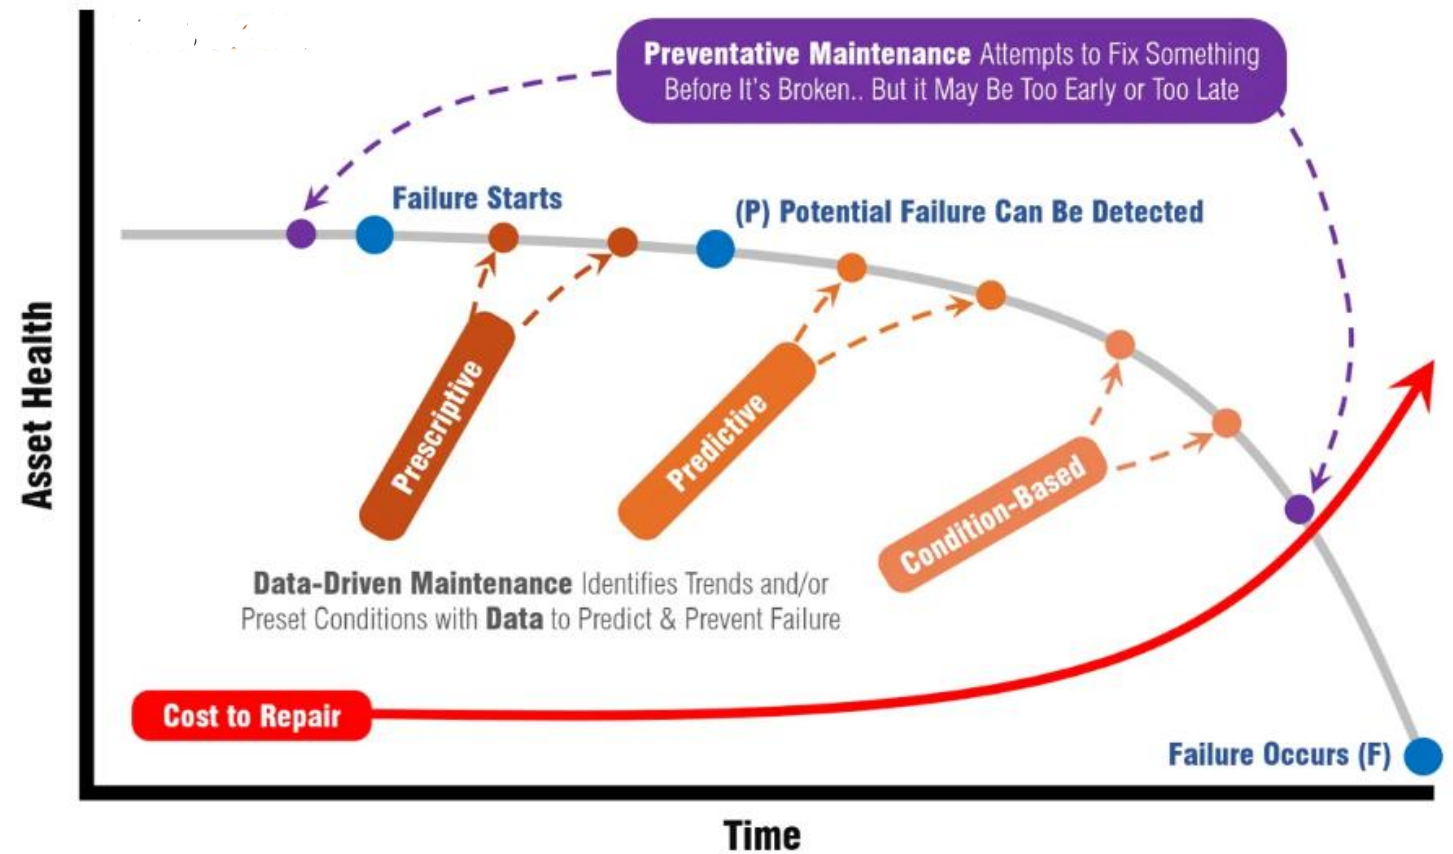 Preventative Maintenance Attempts to Fix Something
Before It's Broken.. But it May Be Too Early or Too Late
Failure Starts
(P) Potential Failure Can Be Detected
Asset Health
Prescriptive
Predictive
Condition-Based
Data-Driven Maintenance Identifies Trends and/or
Preset Conditions with Data to Predict & Prevent Failure
Cost to Repair
Failure Occurs (F)
Time